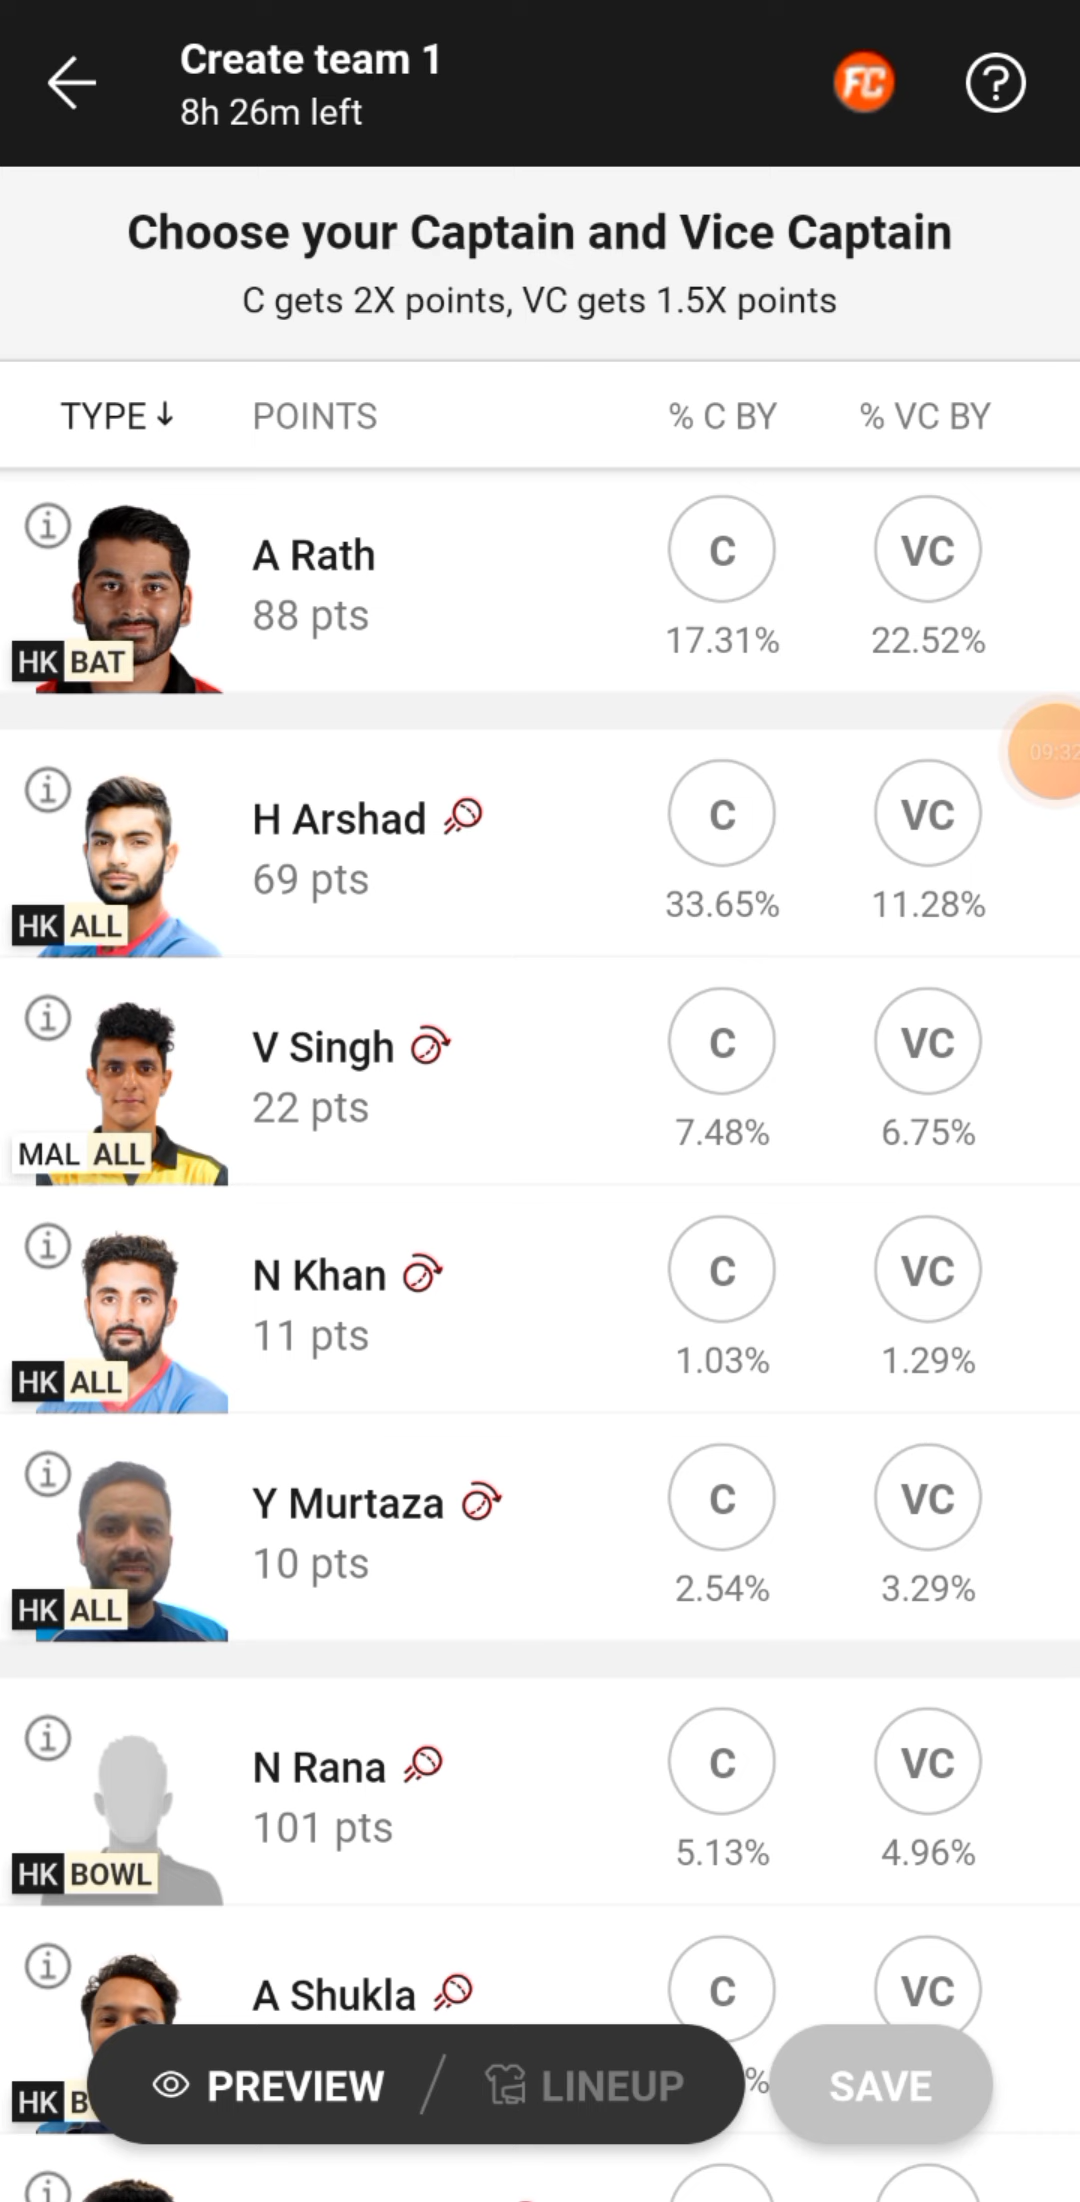 Create team 1
8h 26m left
FC
?
Choose your Captain and Vice Captain
C gets 2X points, VC gets 1.5X points
TYPE↓ POINTS % C BY % VC BY
A Rath
88 pts
HK BAT
C VC
17.31% 22.52%
09:32
H Arshad
69 pts
HK ALL
C VC
33.65% 11.28%
V Singh
22 pts
MAL ALL
C VC
7.48% 6.75%
N Khan
11 pts
HK ALL
C VC
1.03% 1.29%
Y Murtaza
10 pts
HK ALL
C VC
2.54% 3.29%
N Rana
101 pts
HK BOWL
C VC
5.13% 4.96%
A Shukla
HK B
C VC
%
PREVIEW / LINEUP SAVE